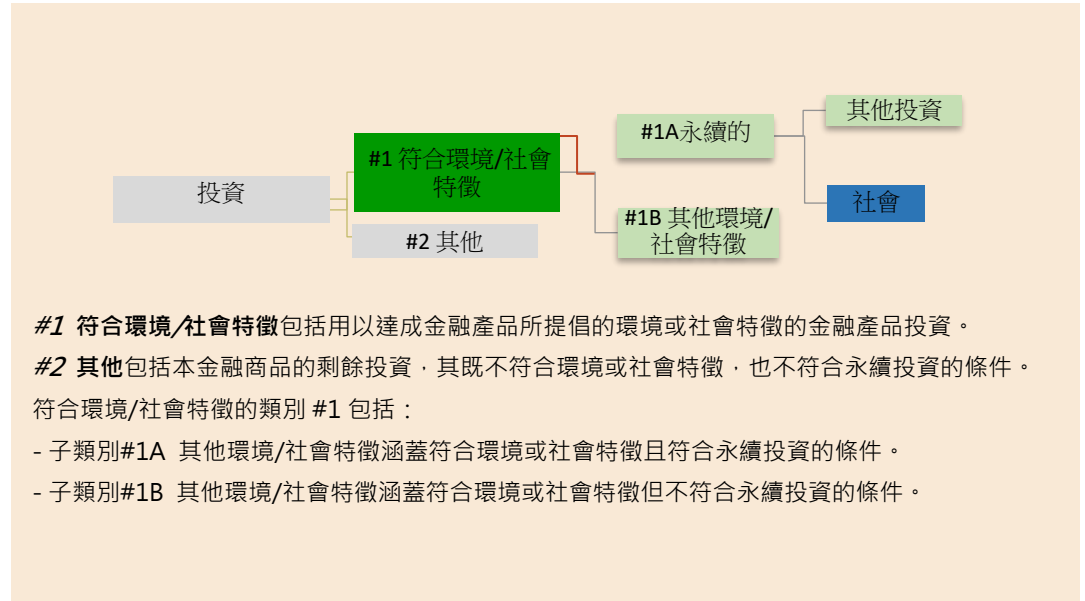 其他投資
#1A永續的
#1 符合環境/社會
特徵
投資
社會
#1B 其他環境/
社會特徵
#2 其他
#1 符合環境/社會特徵包括用以達成金融產品所提倡的環境或社會特徵的金融產品投資。
#2 其他包括本金融商品的剩餘投資，其既不符合環境或社會特徵，也不符合永續投資的條件。
符合環境/社會特徵的類別 #1 包括：
- 子類別#1A 其他環境/社會特徵涵蓋符合環境或社會特徵且符合永續投資的條件。
- 子類別#1B 其他環境/社會特徵涵蓋符合環境或社會特徵但不符合永續投資的條件。